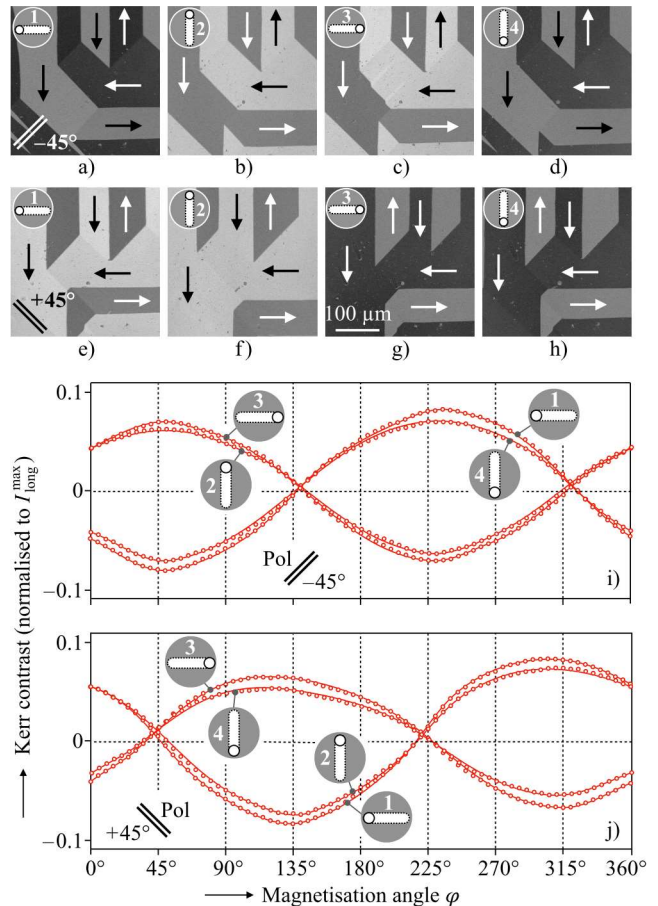 1
2
3
4
−45°
a)
b)
c)
d)
1
2
3
4
+45°
100 µm
e)
f)
g)
h)
0.1
3
1
2
4
0
Pol
−45°
i)
−0.1
Kerr contrast (normalised to I_long^max)
0.1
3
4
2
0
1
Pol
+45°
j)
−0.1
0° 45° 90° 135° 180° 225° 270° 315° 360°
Magnetisation angle φ